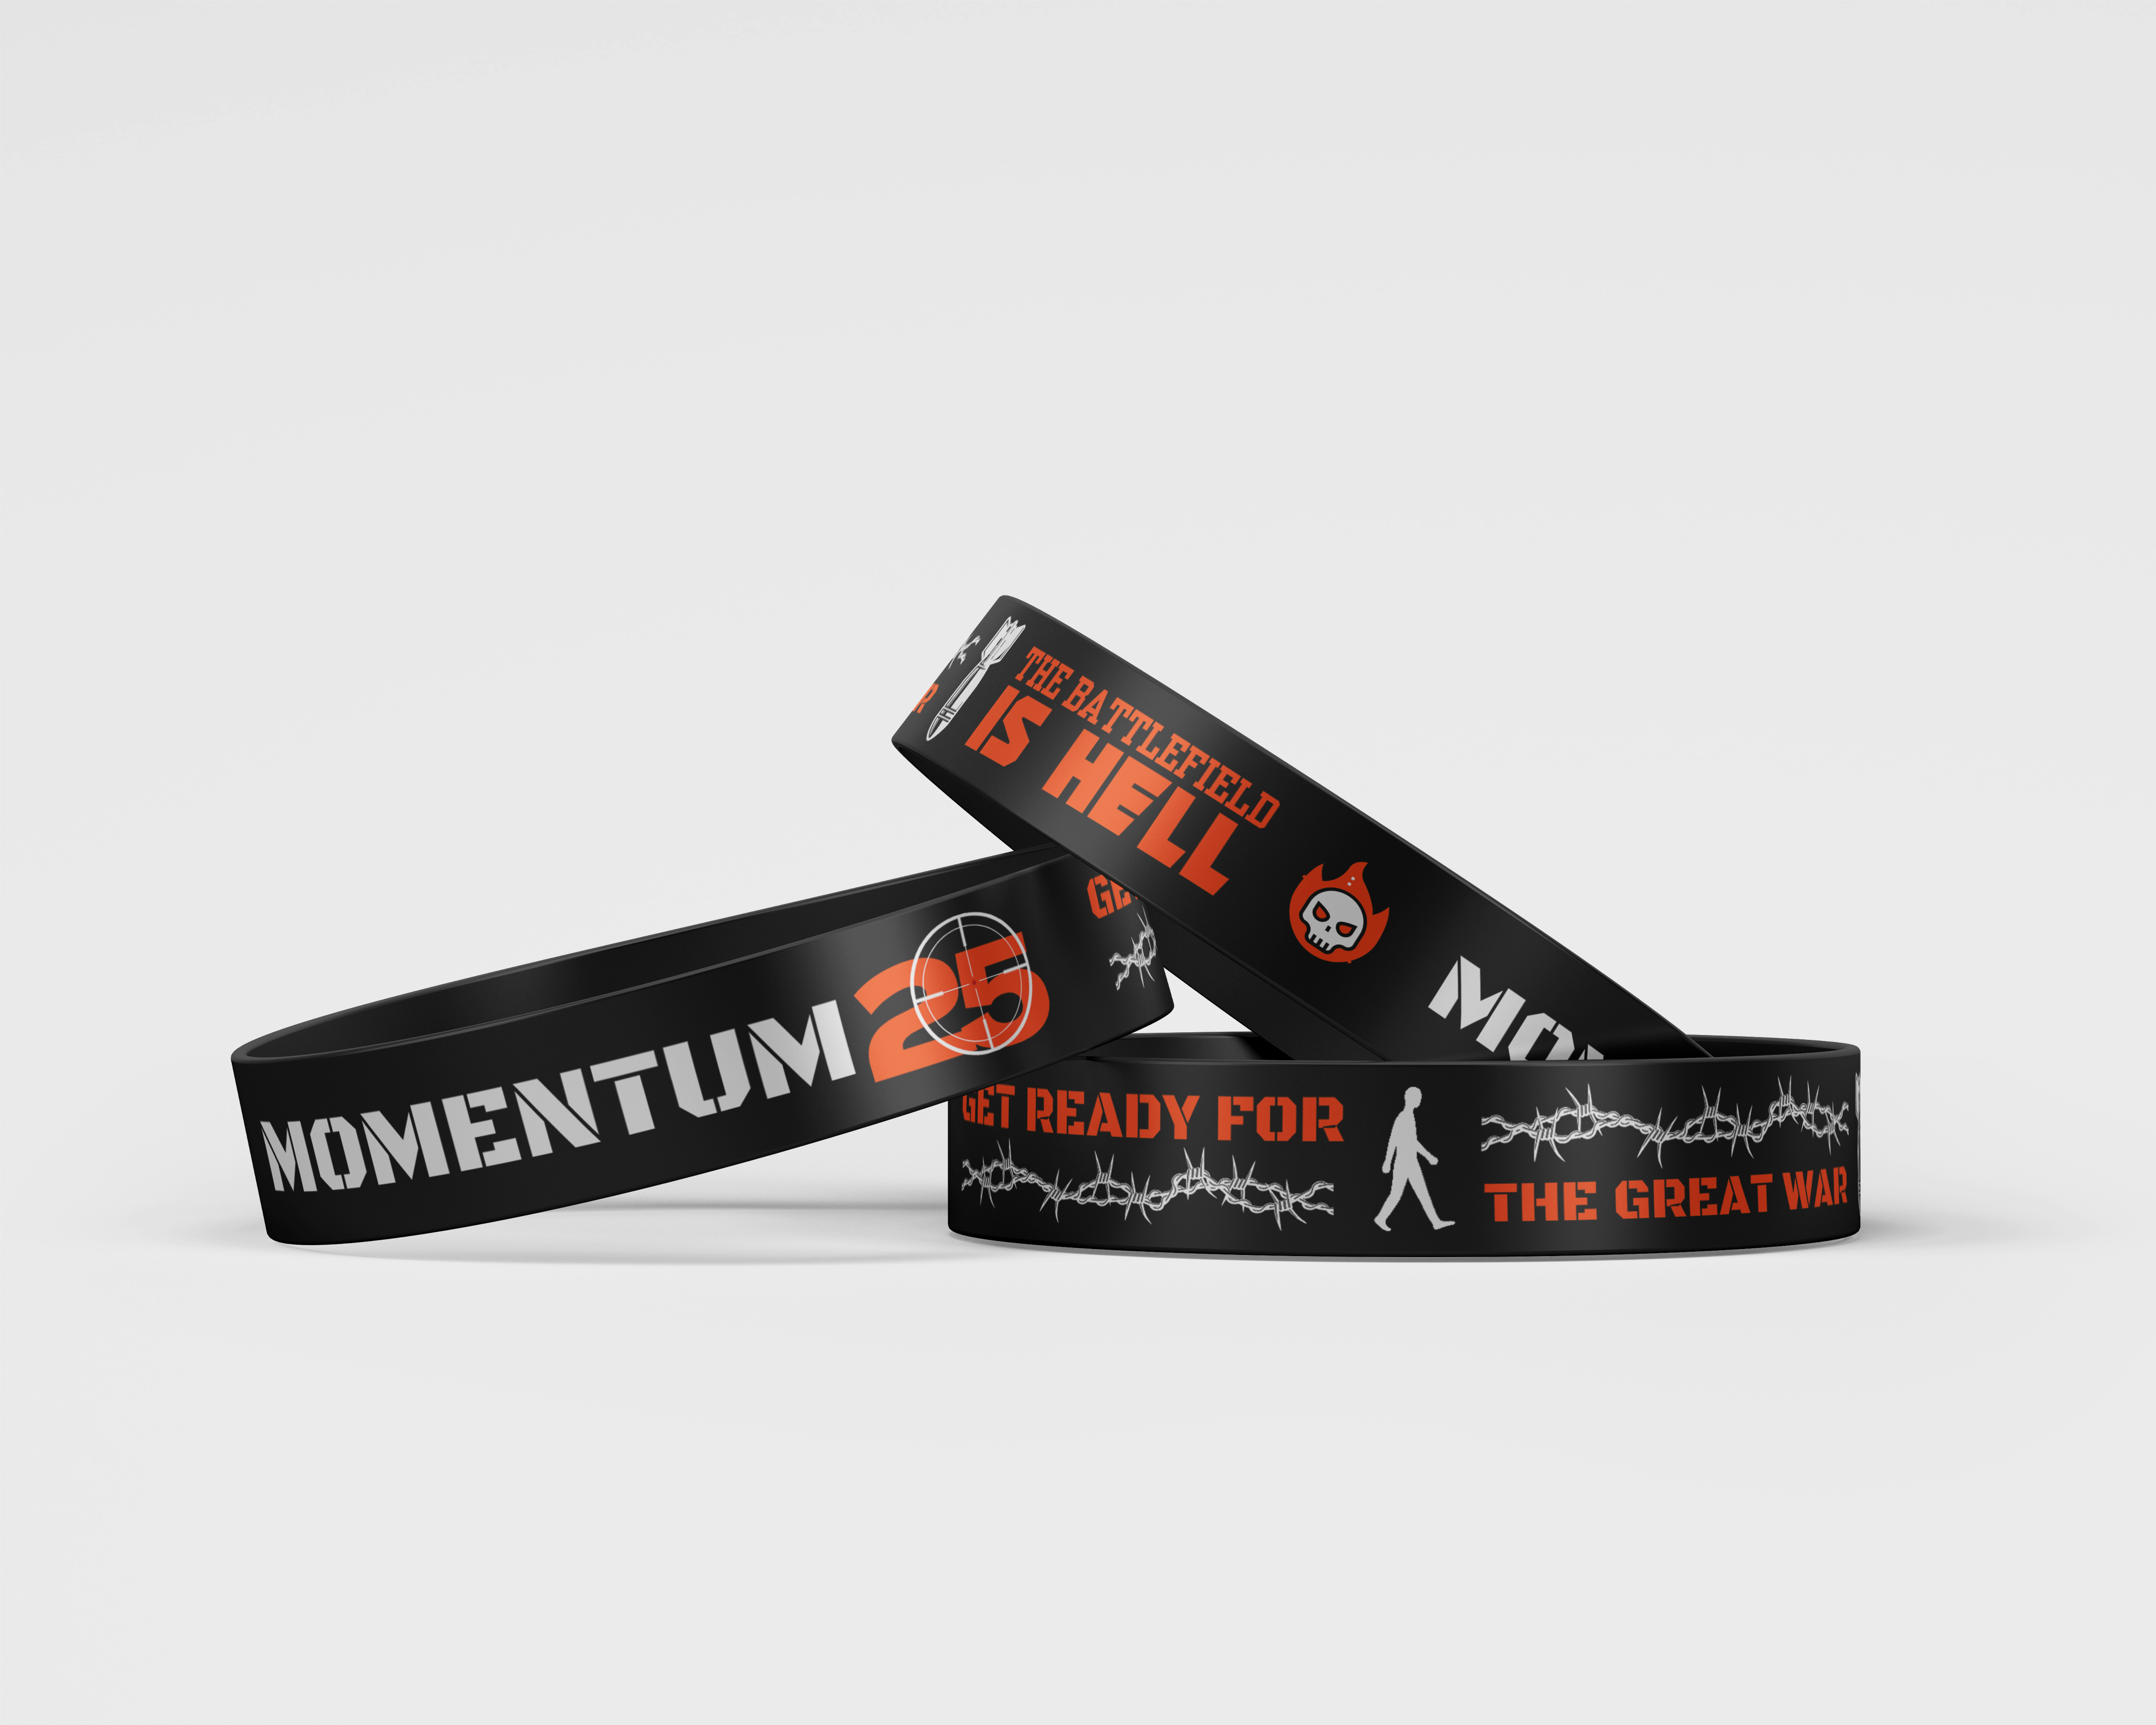 THE BATTLEFIELD
IS HELL
MOMENTUM25
GET READY FOR
THE GREAT WAR